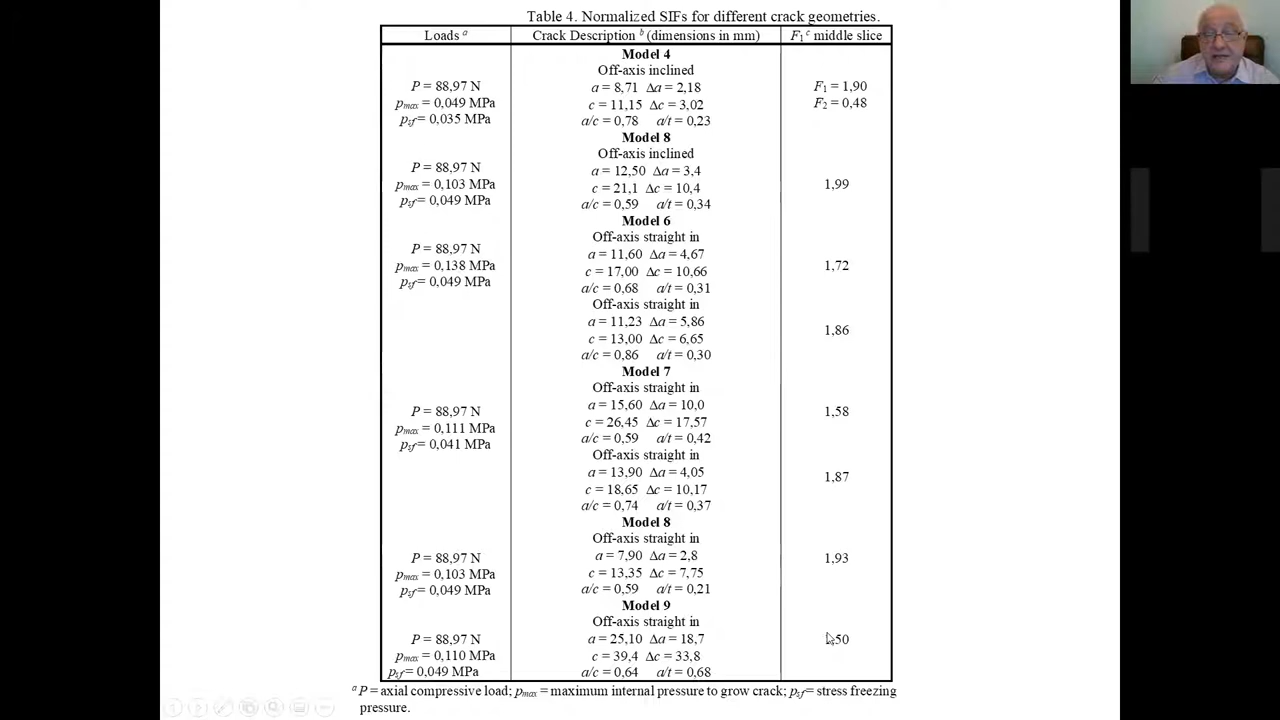 Table 4. Normalized SIFs for different crack geometries.
Loads a
Crack Description b (dimensions in mm)
F1 c middle slice
Model 4
Off-axis inclined
P = 88,97 N
pmax = 0,049 MPa
psf = 0,035 MPa
a = 8,71 Δa = 2,18
c = 11,15 Δc = 3,02
a/c = 0,78 a/t = 0,23
F1 = 1,90
F2 = 0,48
Model 8
Off-axis inclined
P = 88,97 N
pmax = 0,103 MPa
psf = 0,049 MPa
a = 12,50 Δa = 3,4
c = 21,1 Δc = 10,4
a/c = 0,59 a/t = 0,34
1,99
Model 6
Off-axis straight in
P = 88,97 N
pmax = 0,138 MPa
psf = 0,049 MPa
a = 11,60 Δa = 4,67
c = 17,00 Δc = 10,66
a/c = 0,68 a/t = 0,31
1,72
Off-axis straight in
a = 11,23 Δa = 5,86
c = 13,00 Δc = 6,65
a/c = 0,86 a/t = 0,30
1,86
Model 7
Off-axis straight in
P = 88,97 N
pmax = 0,111 MPa
psf = 0,041 MPa
a = 15,60 Δa = 10,0
c = 26,45 Δc = 17,57
a/c = 0,59 a/t = 0,42
1,58
Off-axis straight in
a = 13,90 Δa = 4,05
c = 18,65 Δc = 10,17
a/c = 0,74 a/t = 0,37
1,87
Model 8
Off-axis straight in
P = 88,97 N
pmax = 0,103 MPa
psf = 0,049 MPa
a = 7,90 Δa = 2,8
c = 13,35 Δc = 7,75
a/c = 0,59 a/t = 0,21
1,93
Model 9
Off-axis straight in
P = 88,97 N
pmax = 0,110 MPa
psf = 0,049 MPa
a = 25,10 Δa = 18,7
c = 39,4 Δc = 33,8
a/c = 0,64 a/t = 0,68
a P = axial compressive load; pmax = maximum internal pressure to grow crack; psf = stress freezing
pressure.